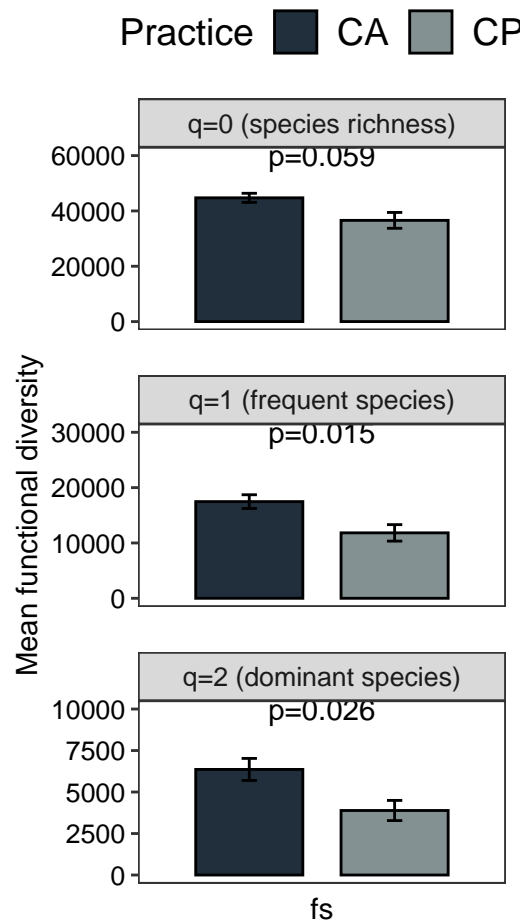 Practice CA CP
q=0 (species richness)
p=0.059
60000
40000
20000
0
Mean functional diversity
q=1 (frequent species)
p=0.015
30000
20000
10000
0
q=2 (dominant species)
p=0.026
10000
7500
5000
2500
0
fs